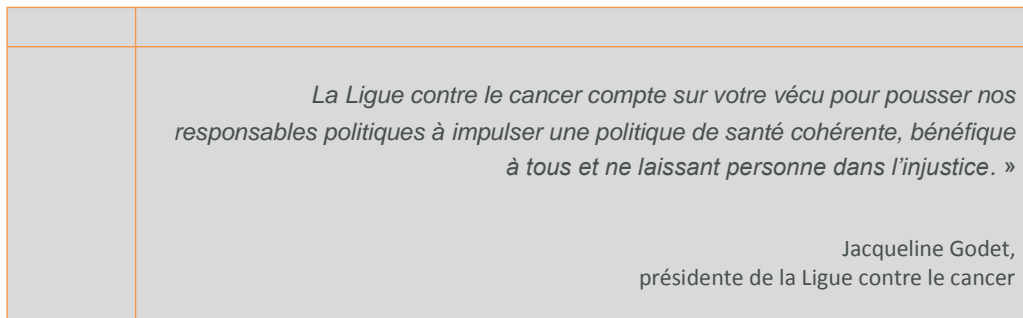 La Ligue contre le cancer compte sur votre vécu pour pousser nos
responsables politiques à impulser une politique de santé cohérente, bénéfique
à tous et ne laissant personne dans l’injustice. »
Jacqueline Godet,
présidente de la Ligue contre le cancer